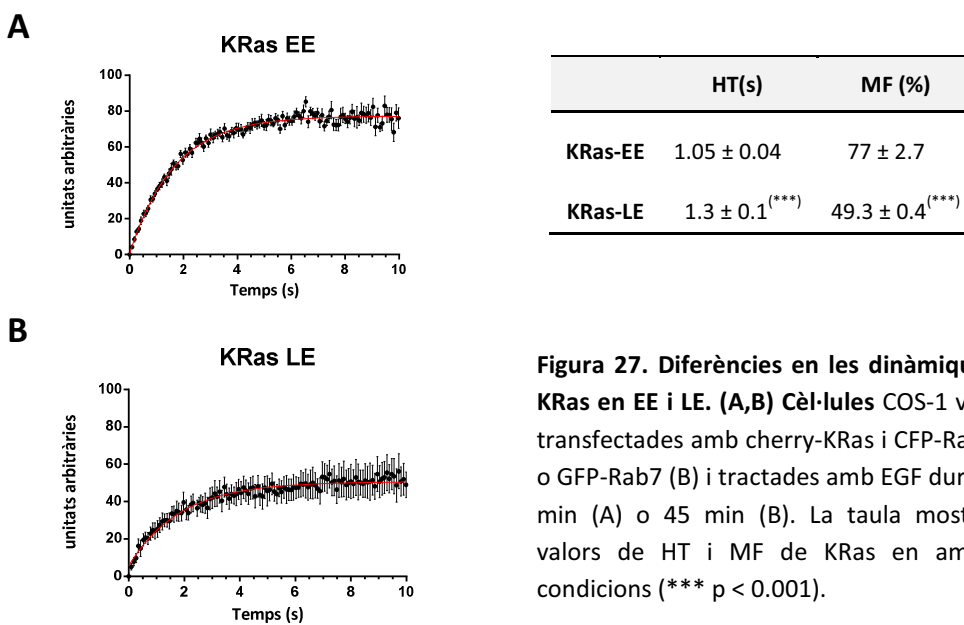 A
KRas EE
unitats arbitràries
100
80
60
40
20
0
0 2 4 6 8 10
Temps (s)
HT(s) MF (%)
KRas-EE 1.05 ± 0.04 77 ± 2.7
KRas-LE 1.3 ± 0.1(***) 49.3 ± 0.4(***)
B
KRas LE
unitats arbitràries
100
80
60
40
20
0
0 2 4 6 8 10
Temps (s)
Figura 27. Diferències en les dinàmiqu
KRas en EE i LE. (A,B) Cèl·lules COS-1 v
transfectades amb cherry-KRas i CFP-Ra
o GFP-Rab7 (B) i tractades amb EGF dur
min (A) o 45 min (B). La taula most
valors de HT i MF de KRas en am
condicions (*** p < 0.001).